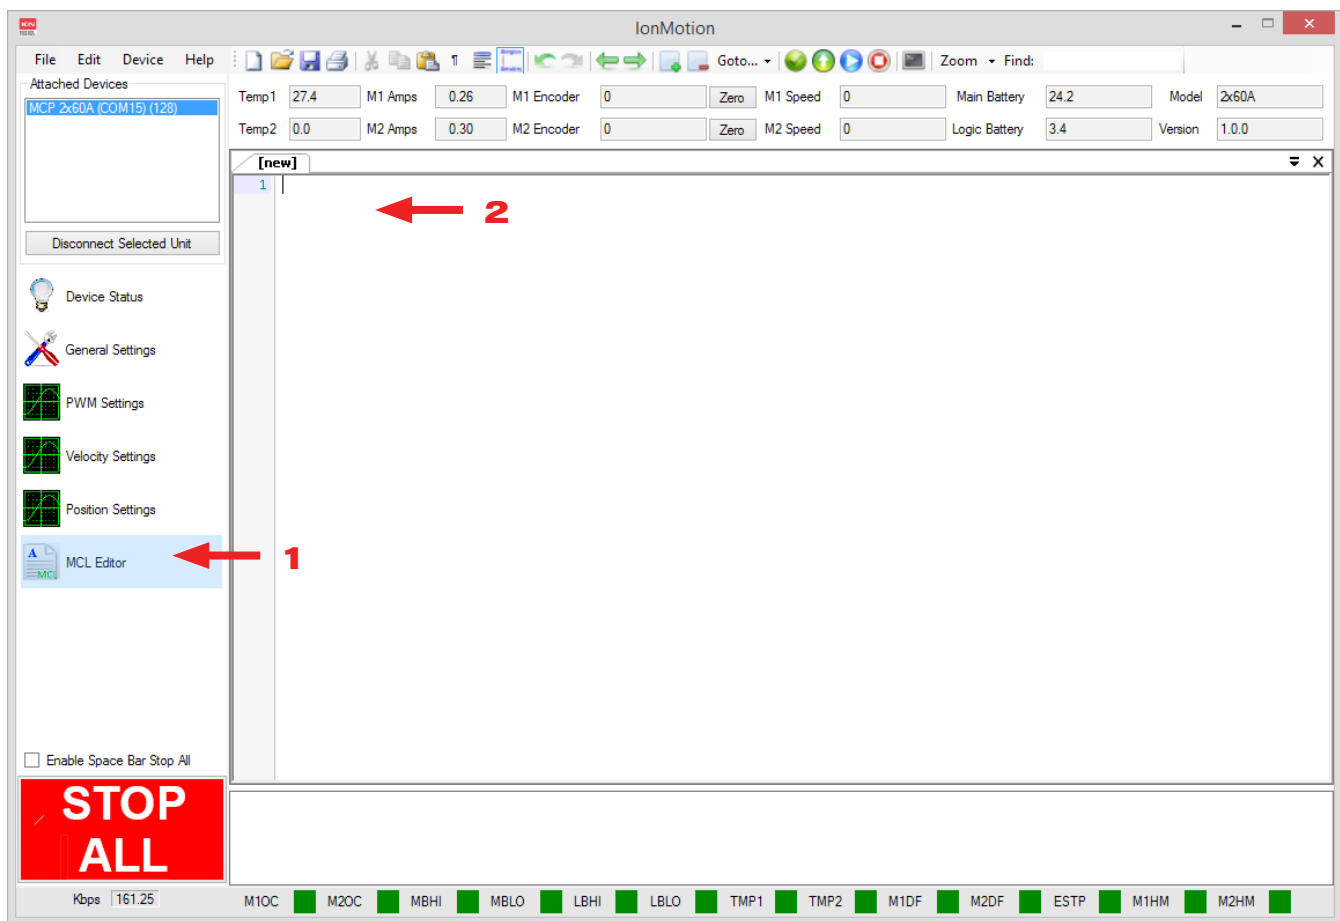 IonMotion
File Edit Device Help Goto... Zoom Find:
Attached Devices
MCP 2x60A (COM15) (128)
Disconnect Selected Unit
Temp1 27.4 M1 Amps 0.26 M1 Encoder 0 Zero M1 Speed 0 Main Battery 24.2 Model 2x60A
Temp2 0.0 M2 Amps 0.30 M2 Encoder 0 Zero M2 Speed 0 Logic Battery 3.4 Version 1.0.0
[new]
1
2
Device Status
General Settings
PWM Settings
Velocity Settings
Position Settings
A MCL MCL Editor
1
Enable Space Bar Stop All
STOP
ALL
Kbps 161.25 M1OC M2OC MBHI MBLO LBHI LBLO TMP1 TMP2 M1DF M2DF ESTP M1HM M2HM